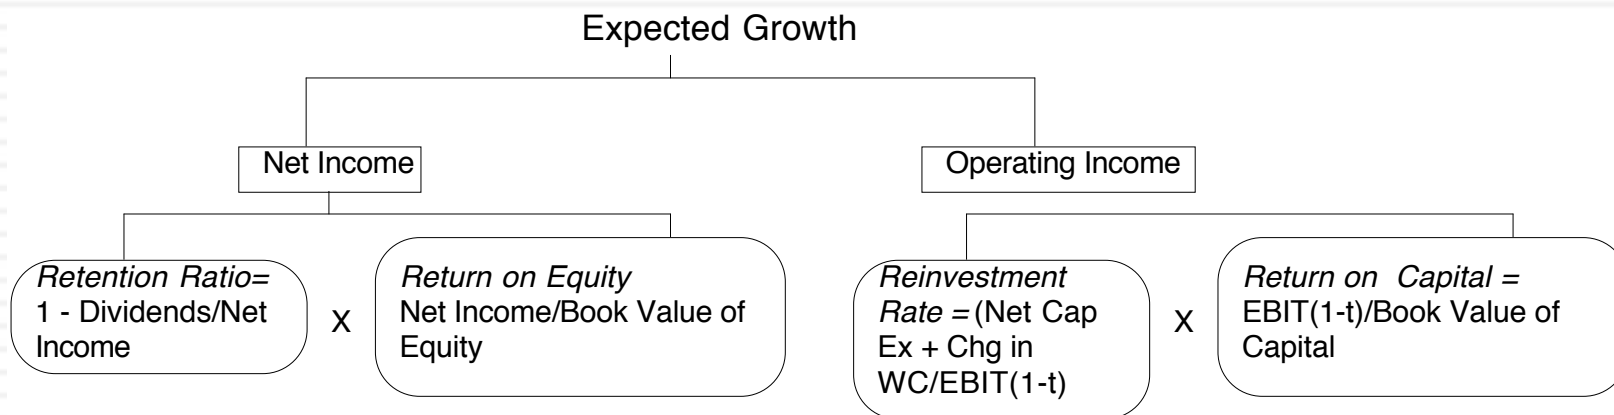 Expected Growth
Net Income
Operating Income
Retention Ratio=
1 - Dividends/Net
Income
X
Return on Equity
Net Income/Book Value of
Equity
Reinvestment
Rate = (Net Cap
Ex + Chg in
WC/EBIT(1-t)
X
Return on Capital =
EBIT(1-t)/Book Value of
Capital